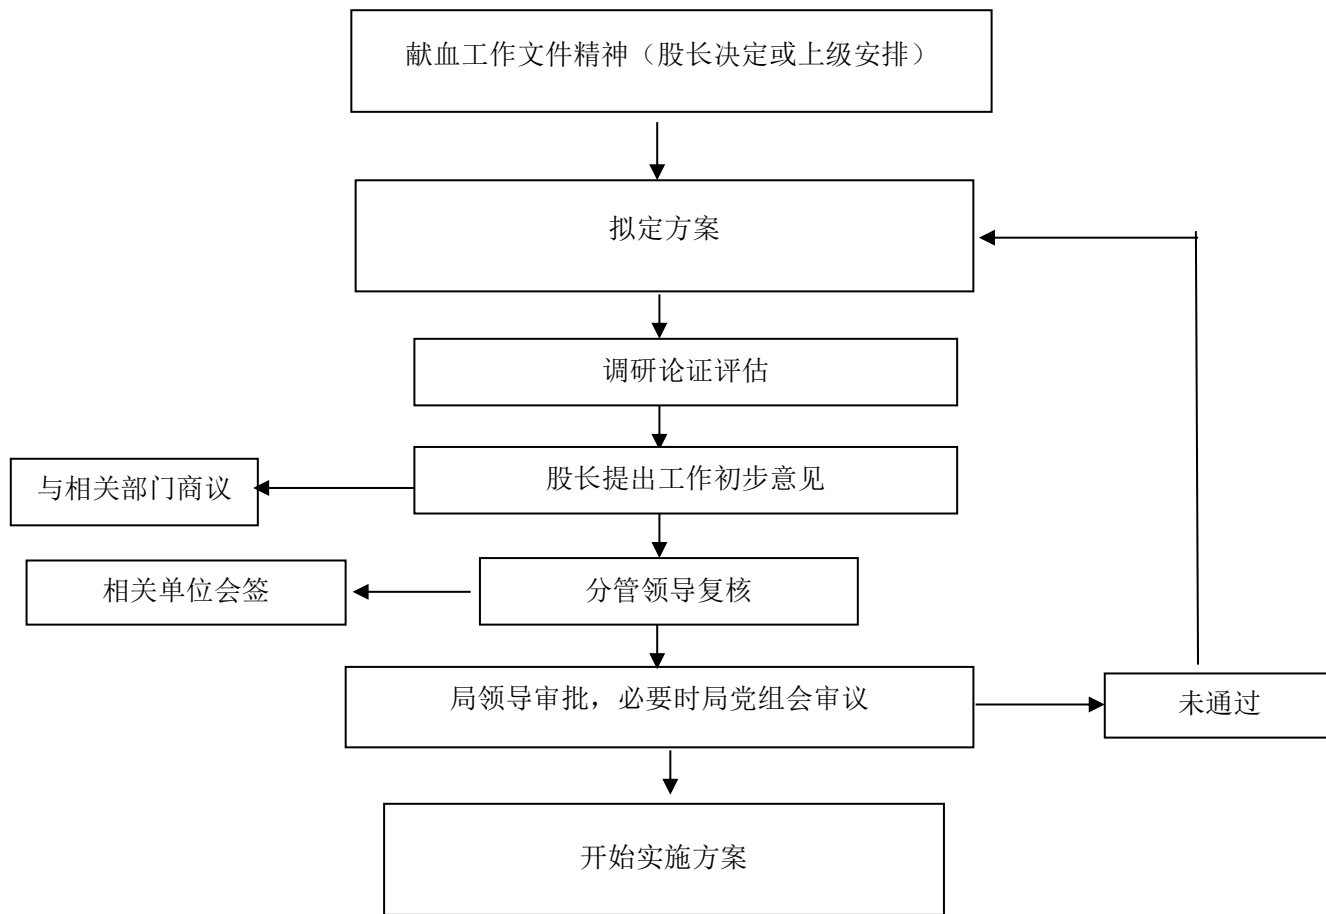 献血工作文件精神（股长决定或上级安排）
拟定方案
调研论证评估
股长提出工作初步意见
与相关部门商议
分管领导复核
相关单位会签
局领导审批，必要时局党组会审议
未通过
开始实施方案